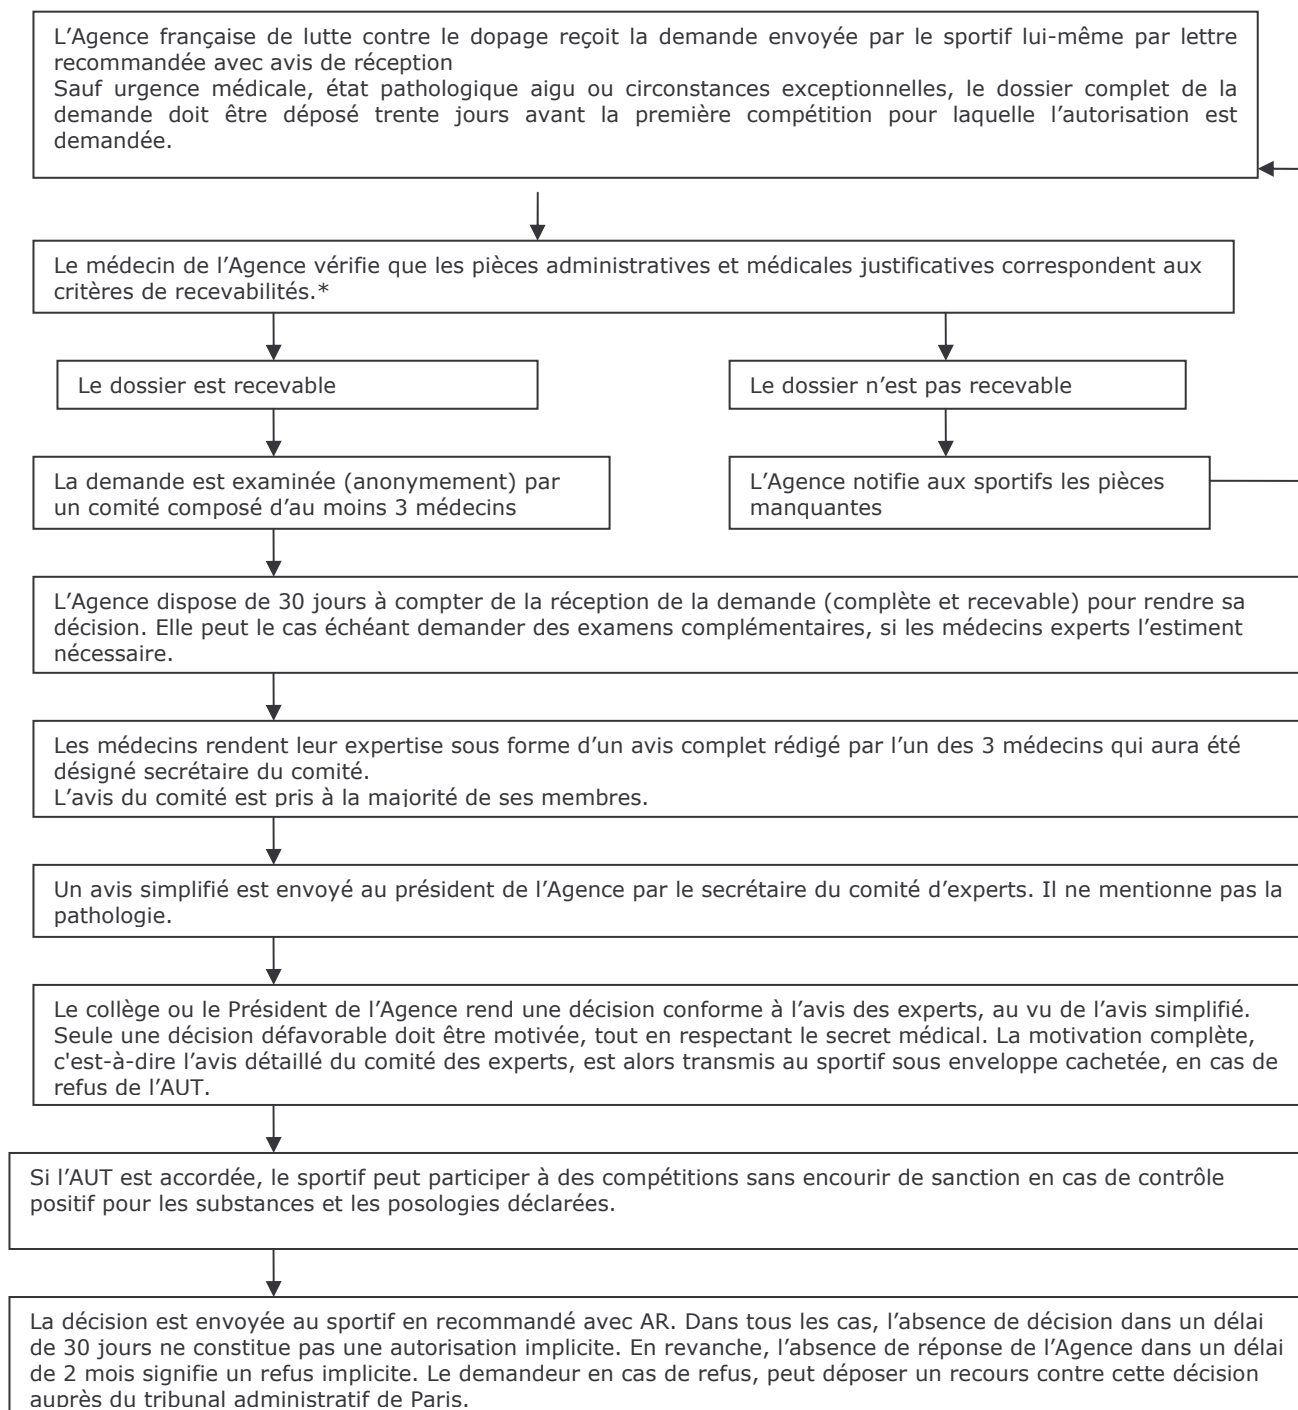 L’Agence française de lutte contre le dopage reçoit la demande envoyée par le sportif lui-même par lettre
recommandée avec avis de réception
Sauf urgence médicale, état pathologique aigu ou circonstances exceptionnelles, le dossier complet de la
demande doit être déposé trente jours avant la première compétition pour laquelle l’autorisation est
demandée.
Le médecin de l’Agence vérifie que les pièces administratives et médicales justificatives correspondent aux
critères de recevabilités.*
Le dossier est recevable
Le dossier n’est pas recevable
La demande est examinée (anonymement) par
un comité composé d’au moins 3 médecins
L’Agence notifie aux sportifs les pièces
manquantes
L’Agence dispose de 30 jours à compter de la réception de la demande (complète et recevable) pour rendre sa
décision. Elle peut le cas échéant demander des examens complémentaires, si les médecins experts l’estiment
nécessaire.
Les médecins rendent leur expertise sous forme d’un avis complet rédigé par l’un des 3 médecins qui aura été
désigné secrétaire du comité.
L’avis du comité est pris à la majorité de ses membres.
Un avis simplifié est envoyé au président de l’Agence par le secrétaire du comité d’experts. Il ne mentionne pas la
pathologie.
Le collège ou le Président de l’Agence rend une décision conforme à l’avis des experts, au vu de l’avis simplifié.
Seule une décision défavorable doit être motivée, tout en respectant le secret médical. La motivation complète,
c'est-à-dire l’avis détaillé du comité des experts, est alors transmis au sportif sous enveloppe cachetée, en cas de
refus de l’AUT.
Si l’AUT est accordée, le sportif peut participer à des compétitions sans encourir de sanction en cas de contrôle
positif pour les substances et les posologies déclarées.
La décision est envoyée au sportif en recommandé avec AR. Dans tous les cas, l’absence de décision dans un délai
de 30 jours ne constitue pas une autorisation implicite. En revanche, l’absence de réponse de l’Agence dans un délai
de 2 mois signifie un refus implicite. Le demandeur en cas de refus, peut déposer un recours contre cette décision
auprès du tribunal administratif de Paris.